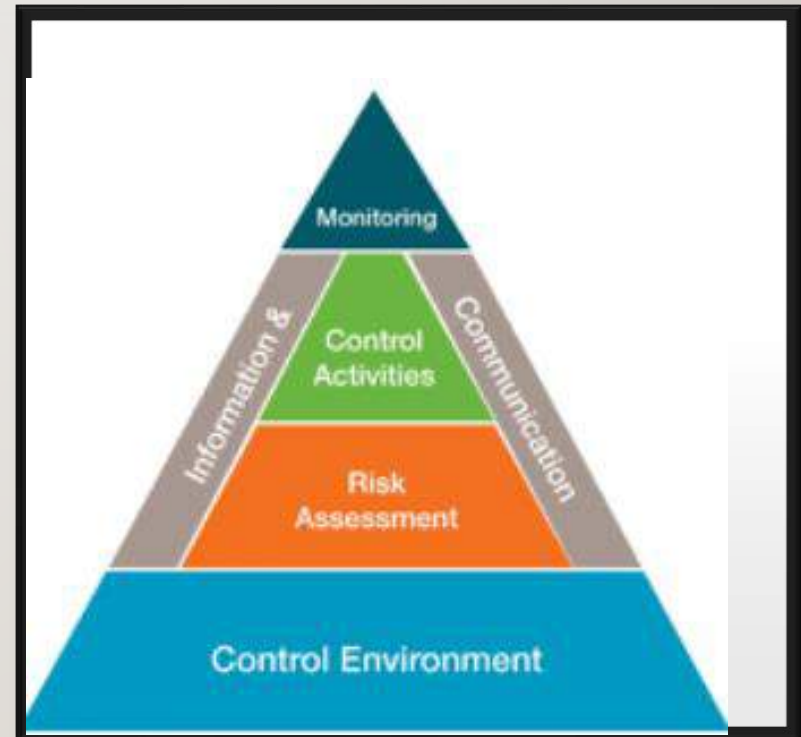 Monitoring
Information &
Communication
Control
Activities
Risk
Assessment
Control Environment